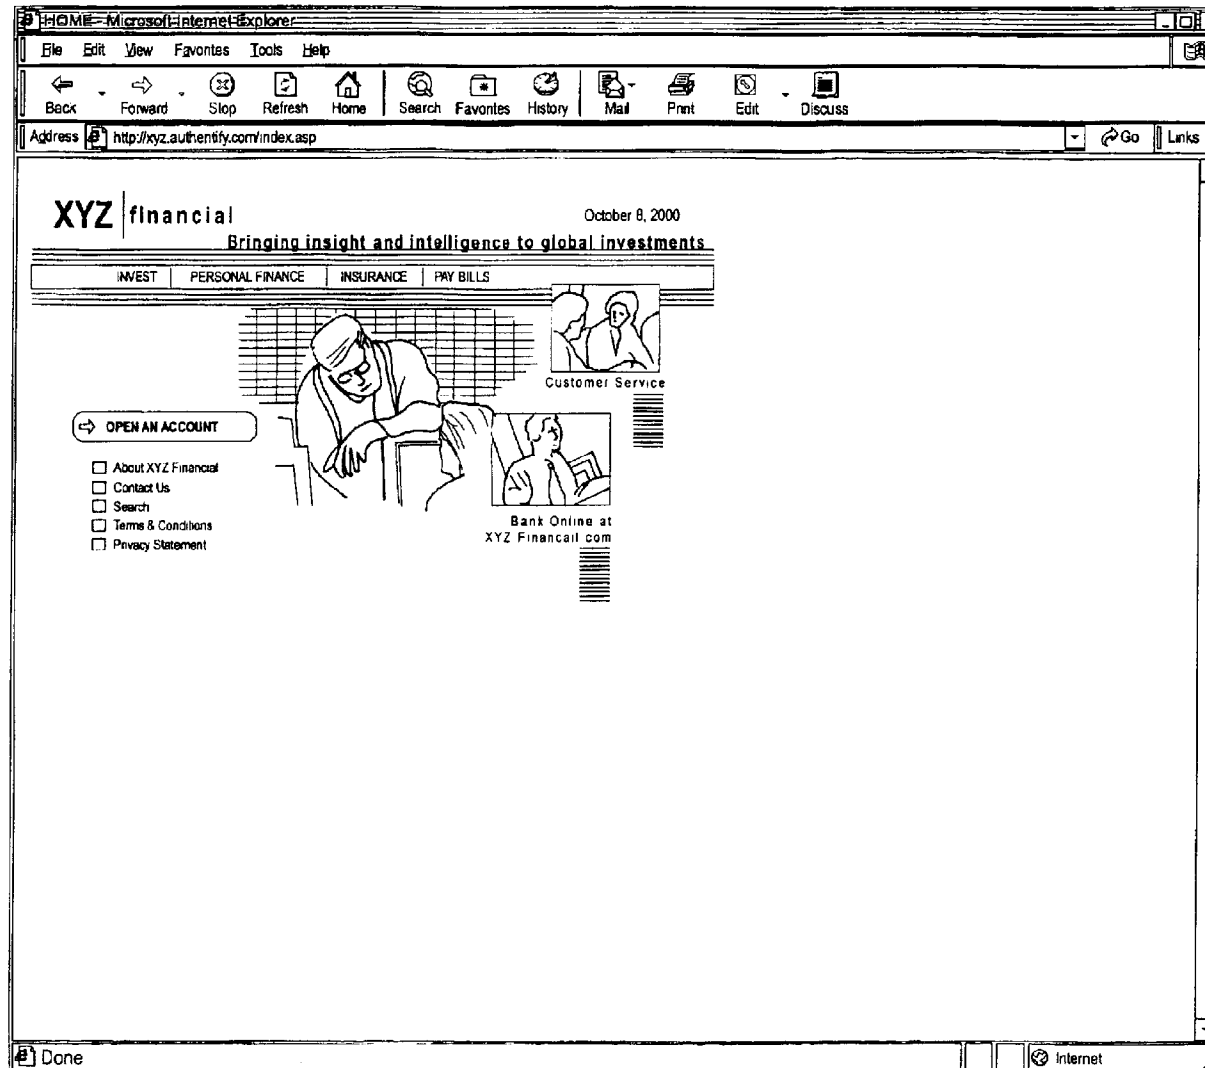 HOME - Microsoft Internet Explorer
File Edit View Favorites Tools Help
Back Forward Stop Refresh Home Search Favorites History Mail Print Edit Discuss
Address http://xyz.authentify.com/index.asp Go Links
XYZ financial
October 8, 2000
Bringing insight and intelligence to global investments
INVEST PERSONAL FINANCE INSURANCE PAY BILLS
Customer Service
OPEN AN ACCOUNT
About XYZ Financial
Contact Us
Search
Terms & Conditions
Privacy Statement
Bank Online at
XYZ Financail com
Done
Internet